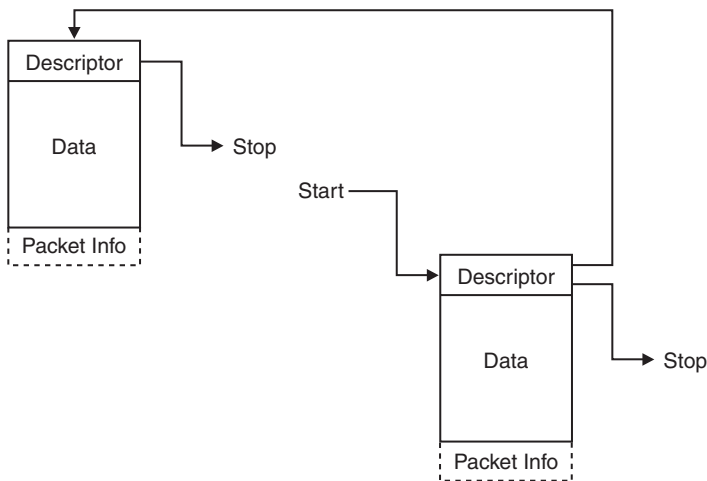 Descriptor
Data
Stop
Packet Info
Start
Descriptor
Data
Stop
Packet Info